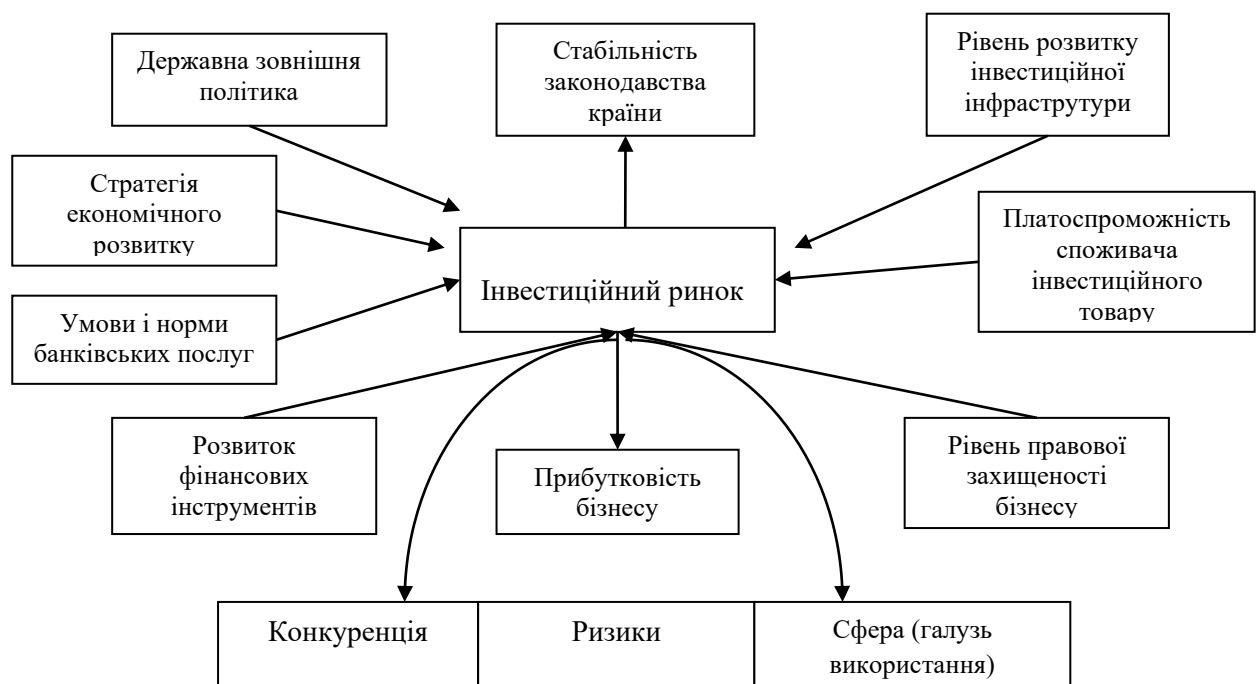 Державна зовнішня
політика
Стабільність
законодавства
країни
Рівень розвитку
інвестиційної
інфраструтури
Стратегія
економічного
розвитку
Платоспроможність
споживача
інвестиційного
товару
Інвестиційний ринок
Умови і норми
банківських послуг
Розвиток
фінансових
інструментів
Прибутковість
бізнесу
Рівень правової
захищеності
бізнесу
Конкуренція
Ризики
Сфера (галузь
використання)